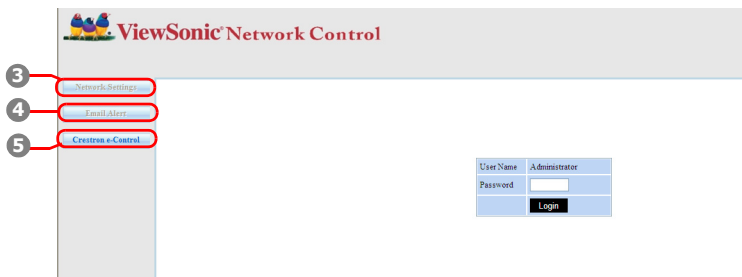 ViewSonic® Network Control
3 Network Settings
4 Email Alert
5 Crestron e-Control
User Name Administrator
Password
Login